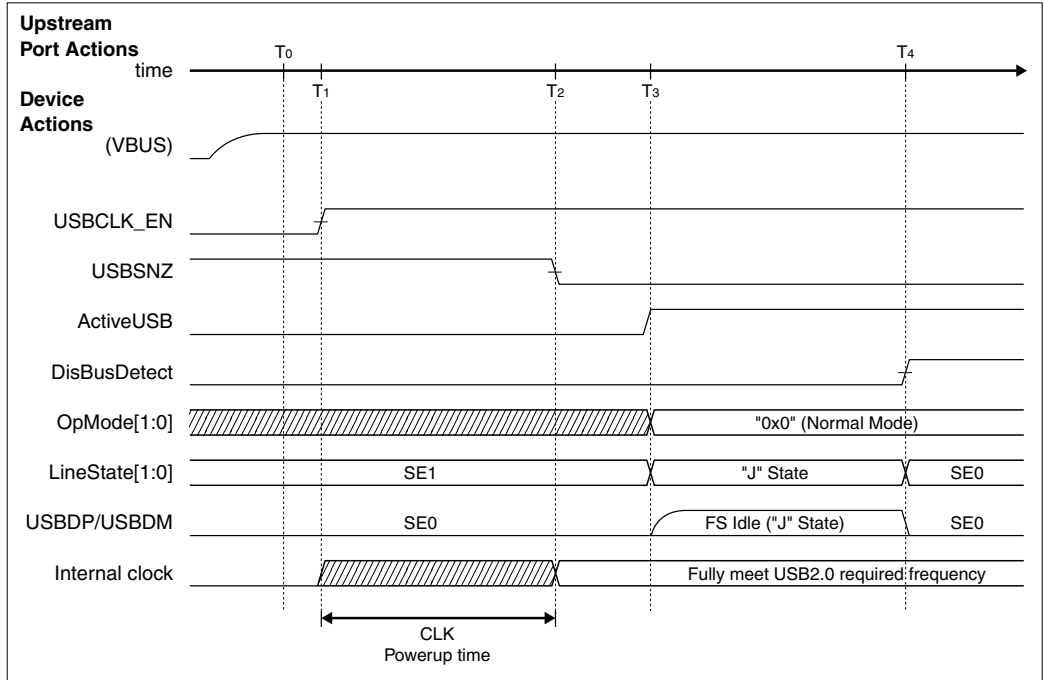 Upstream
Port Actions
T0
T4
time
T1
T2
T3
Device
Actions
(VBUS)
USBCLK_EN
USBSNZ
ActiveUSB
DisBusDetect
OpMode[1:0]
"0x0" (Normal Mode)
LineState[1:0]
SE1
"J" State
SE0
USBDP/USBDM
SE0
FS Idle ("J" State)
SE0
Internal clock
Fully meet USB2.0 required frequency
CLK
Powerup time